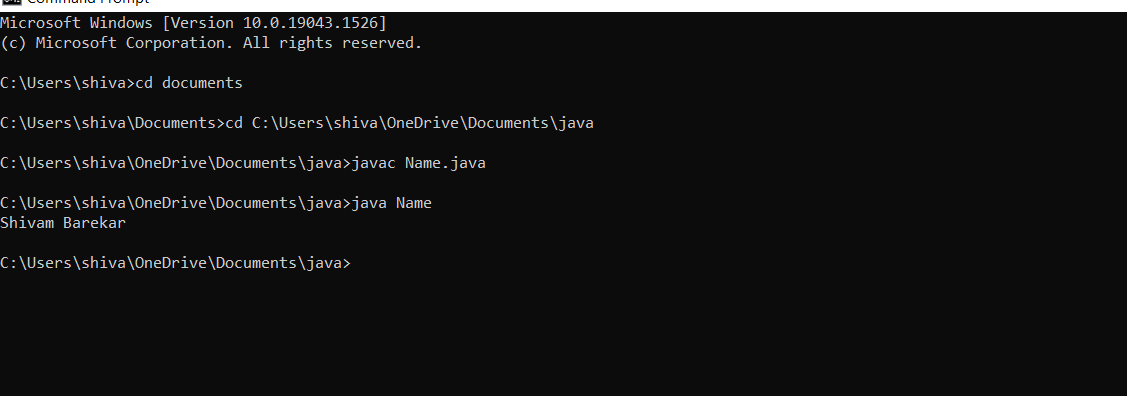 Command Prompt
Microsoft Windows [Version 10.0.19043.1526]
(c) Microsoft Corporation. All rights reserved.
C:\Users\shiva>cd documents
C:\Users\shiva\Documents>cd C:\Users\shiva\OneDrive\Documents\java
C:\Users\shiva\OneDrive\Documents\java>javac Name.java
C:\Users\shiva\OneDrive\Documents\java>java Name
Shivam Barekar
C:\Users\shiva\OneDrive\Documents\java>